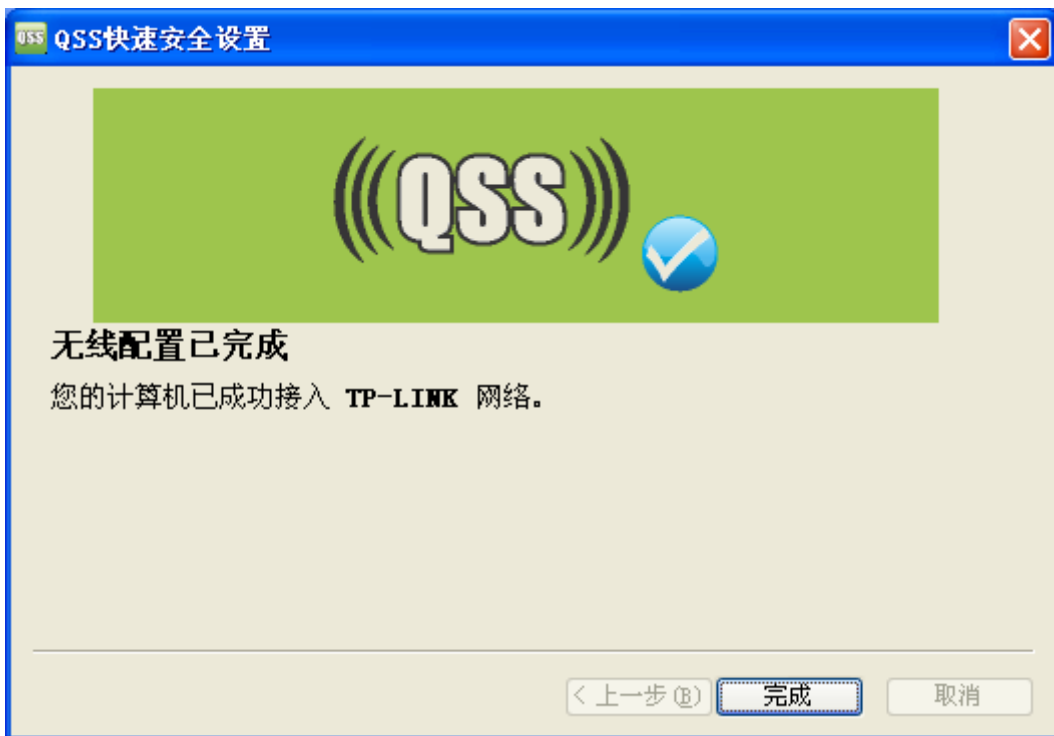 QSS QSS快速安全设置
(((QSS)))
无线配置已完成
您的计算机已成功接入 TP-LINK 网络。
< 上一步(B) 完成 取消